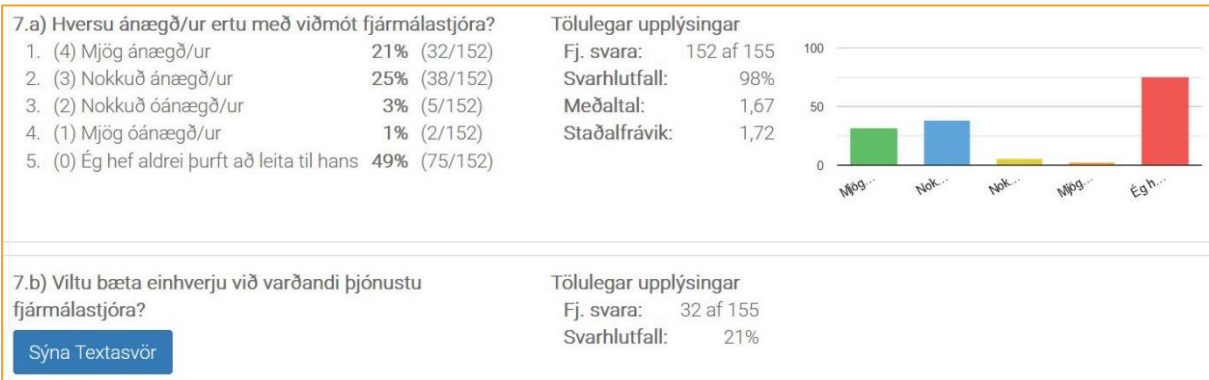 7.a) Hversu ánægð/ur ertu með viðmót fjármálastjóra?
1. (4) Mjög ánægð/ur 21% (32/152)
2. (3) Nokkuð ánægð/ur 25% (38/152)
3. (2) Nokkuð óánægð/ur 3% (5/152)
4. (1) Mjög óánægð/ur 1% (2/152)
5. (0) Ég hef aldrei þurft að leita til hans 49% (75/152)
Tölulegar upplýsingar
Fj. svara: 152 af 155
Svarhlutfall: 98%
Meðaltal: 1,67
Staðalfrávik: 1,72
100
50
0
Mjög...
Nok...
Nok...
Mjög...
Ég h...
7.b) Viltu bæta einhverju við varðandi þjónustu
fjármálastjóra?
Sýna Textasvör
Tölulegar upplýsingar
Fj. svara: 32 af 155
Svarhlutfall: 21%